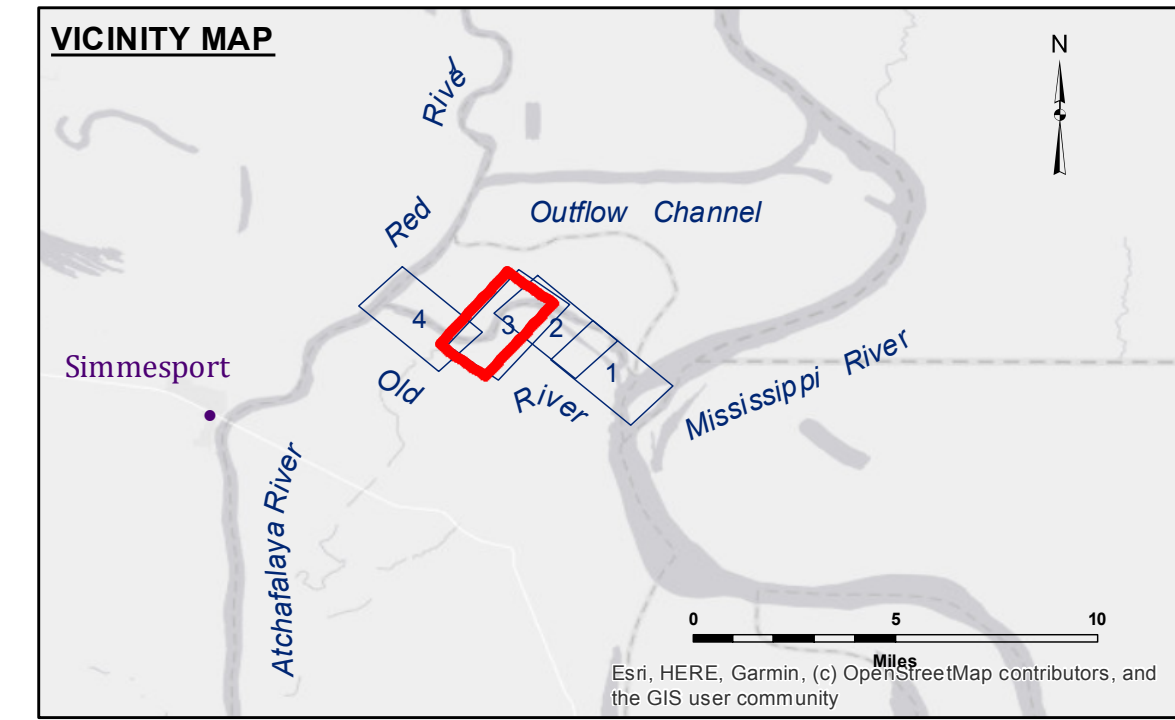 VICINITY MAP
N
River
Red
Outflow Channel
4
3
2
1
Simmesport
Old
River
Mississippi River
Atchafalaya River
0 5 10
Miles
Esri, HERE, Garmin, (c) OpenStreetMap contributors, and
the GIS user community